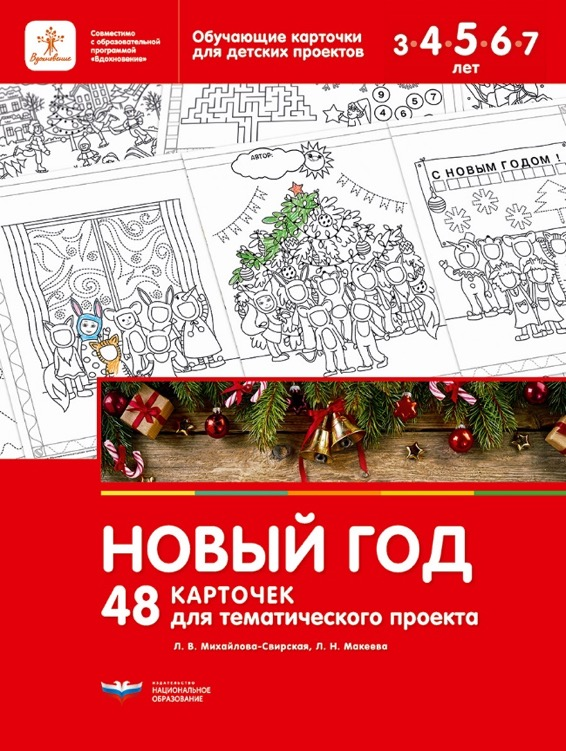 Вдохновение
Совместимо
с образовательной
программой
«Вдохновение»
Обучающие карточки
для детских проектов
3·4·5·6·7
лет
АВТОР:
С НОВЫМ ГОДОМ !
НОВЫЙ ГОД
48 КАРТОЧЕК
для тематического проекта
Л. В. Михайлова-Свирская, Л. Н. Макеева
ИЗДАТЕЛЬСТВО
НАЦИОНАЛЬНОЕ
ОБРАЗОВАНИЕ